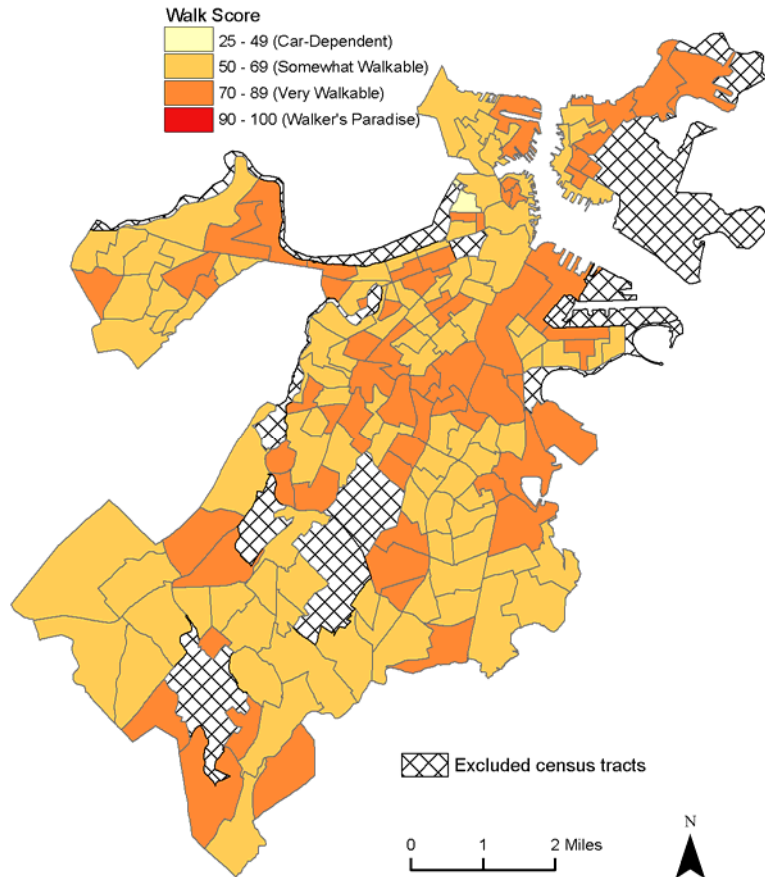 Walk Score
25 - 49 (Car-Dependent)
50 - 69 (Somewhat Walkable)
70 - 89 (Very Walkable)
90 - 100 (Walker's Paradise)
Excluded census tracts
N
0 1 2 Miles